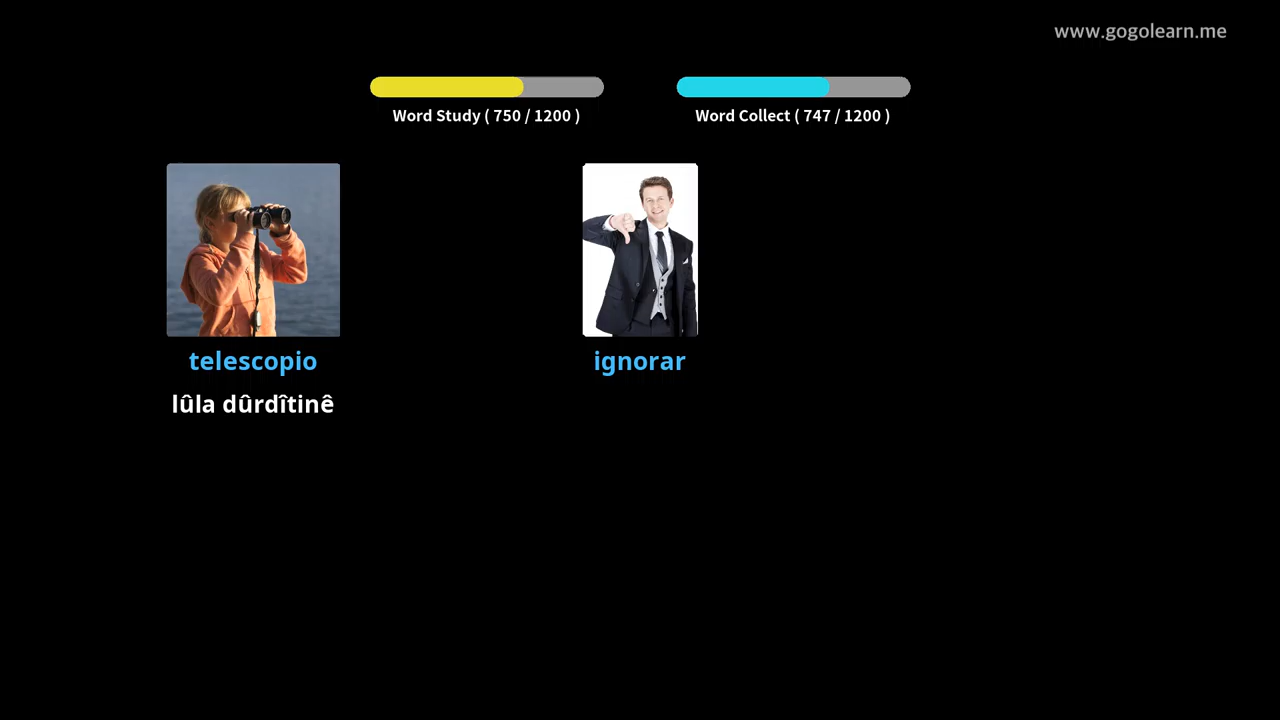 www.gogolearn.me
Word Study ( 750 / 1200 )
Word Collect ( 747 / 1200 )
telescopio
lûla dûrdîtinê
ignorar